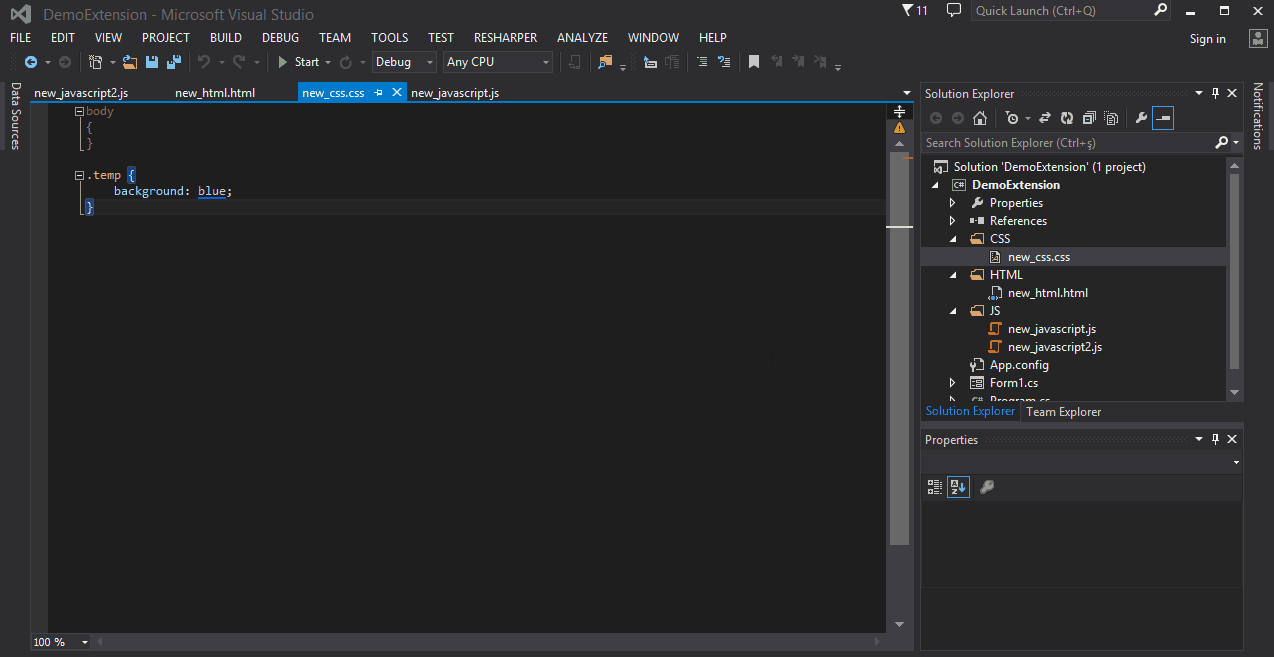 DemoExtension - Microsoft Visual Studio
11
Quick Launch (Ctrl+Q)
FILE EDIT VIEW PROJECT BUILD DEBUG TEAM TOOLS TEST RESHARPER ANALYZE WINDOW HELP
Sign in
Start Debug Any CPU
Data Sources
new_javascript2.js new_html.html new_css.css new_javascript.js
body
{
}
.temp {
background: blue;
}
100 %
Solution Explorer
Search Solution Explorer (Ctrl+ş)
Solution 'DemoExtension' (1 project)
C# DemoExtension
Properties
References
CSS
new_css.css
HTML
new_html.html
JS
new_javascript.js
new_javascript2.js
App.config
Form1.cs
C# Program.cs
Solution Explorer Team Explorer
Properties
Notifications